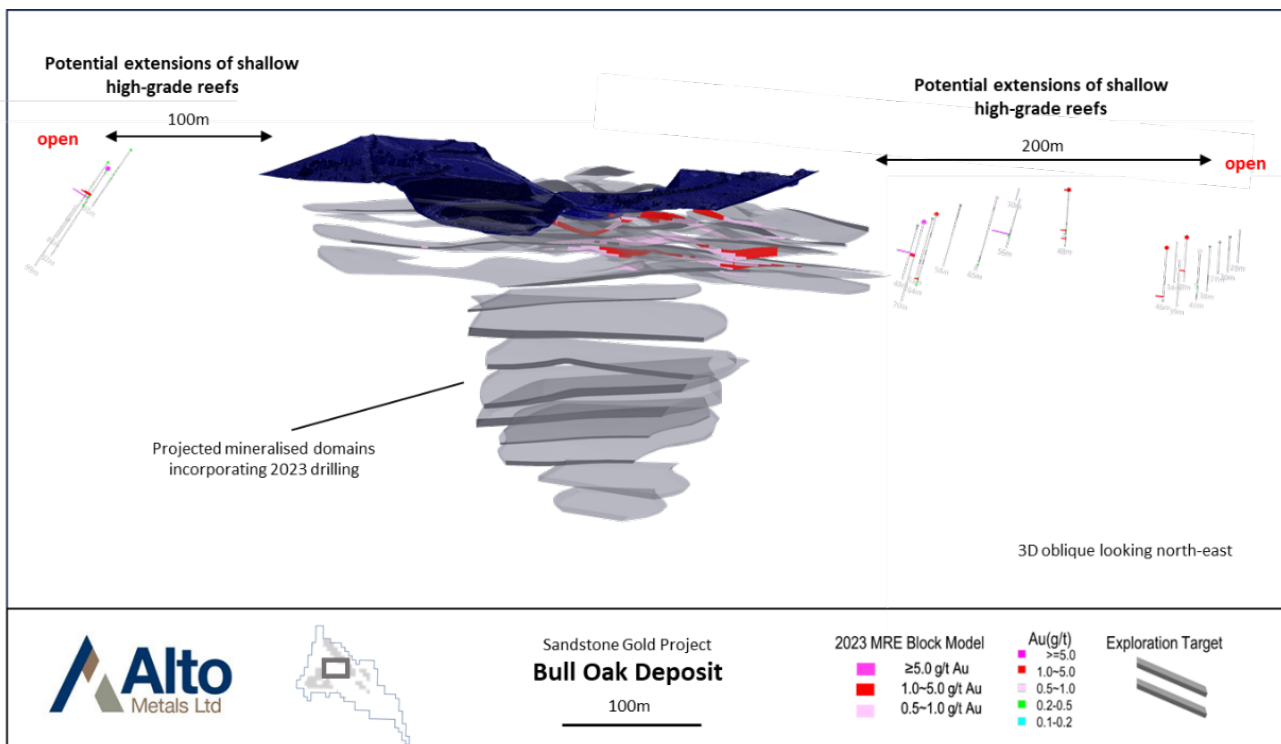 Potential extensions of shallow
high-grade reefs
100m
open
Potential extensions of shallow
high-grade reefs
200m
open
Projected mineralised domains
incorporating 2023 drilling
3D oblique looking north-east
Alto
Metals Ltd
Sandstone Gold Project
Bull Oak Deposit
100m
2023 MRE Block Model
≥5.0 g/t Au
1.0~5.0 g/t Au
0.5~1.0 g/t Au
Au(g/t)
>=5.0
1.0~5.0
0.5~1.0
0.2-0.5
0.1-0.2
Exploration Target